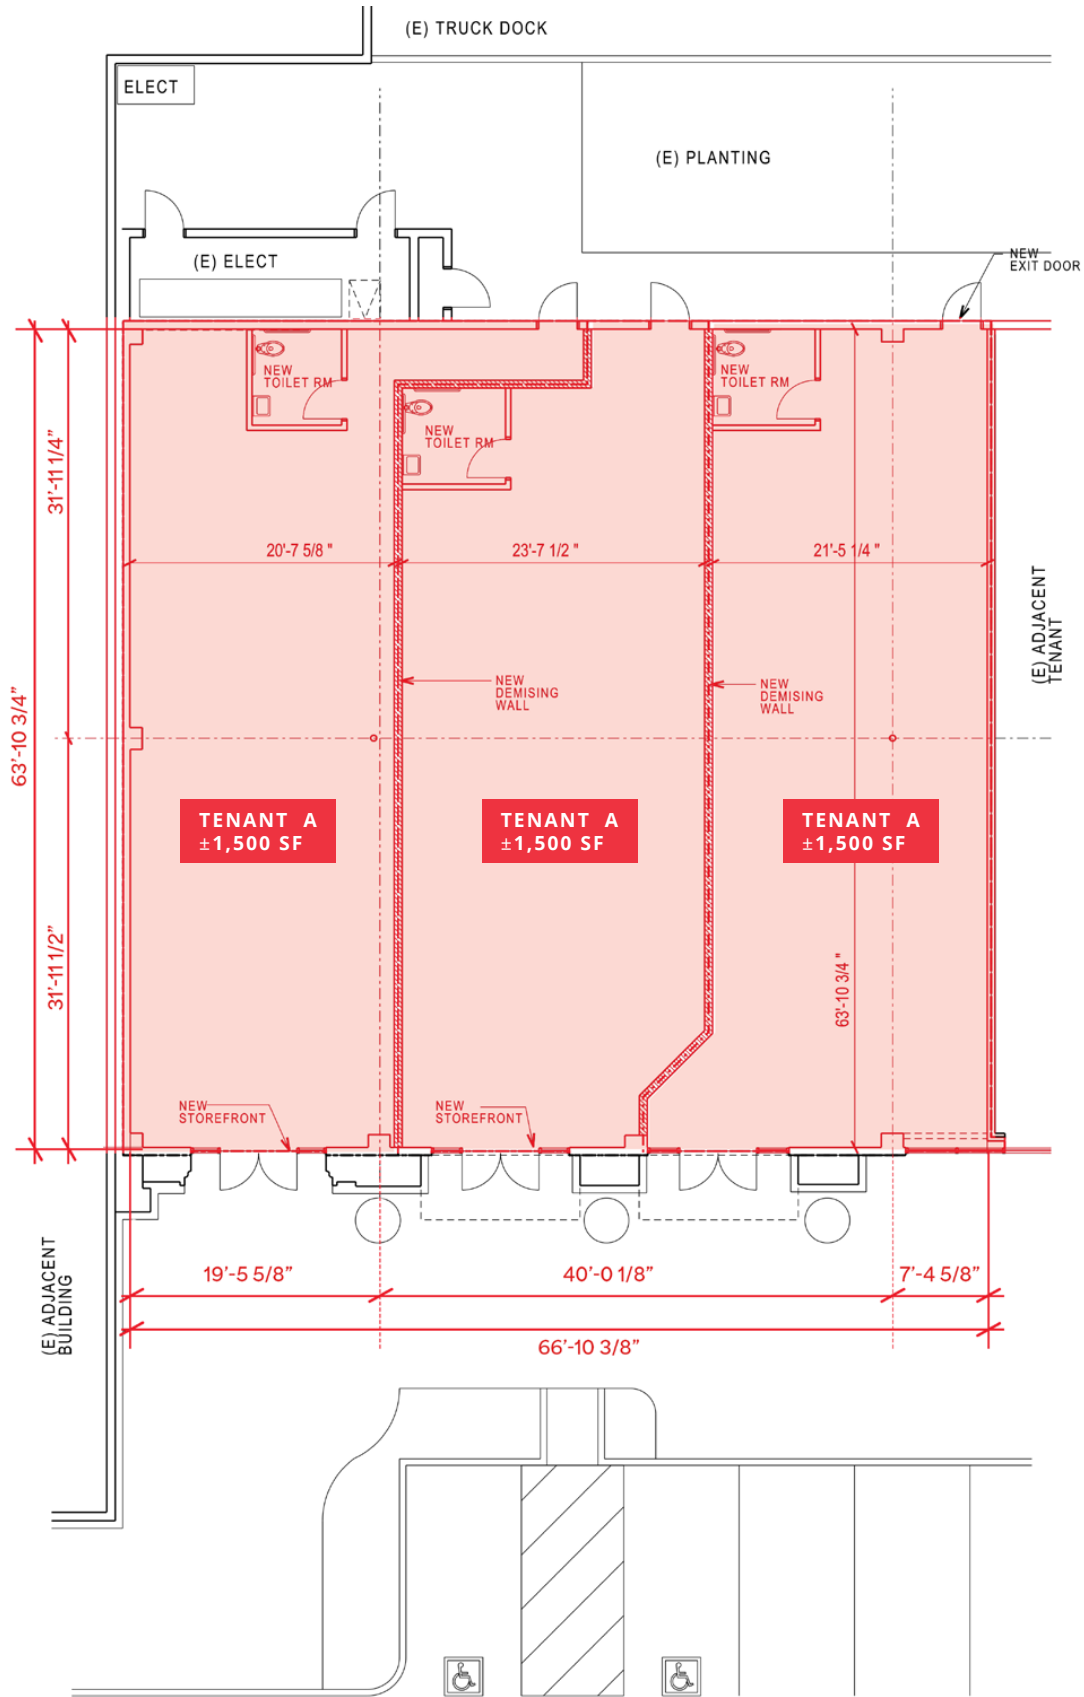 (E) TRUCK DOCK
ELECT
(E) PLANTING
(E) ELECT
NEW
EXIT DOOR
NEW
TOILET RM
NEW
TOILET RM
NEW
TOILET RM
31'-11 1/4"
20'-7 5/8 "
23'-7 1/2 "
21'-5 1/4 "
(E) ADJACENT
TENANT
NEW
DEMISING
WALL
NEW
DEMISING
WALL
63'-10 3/4"
TENANT A
±1,500 SF
TENANT A
±1,500 SF
TENANT A
±1,500 SF
31'-11 1/2"
63'-10 3/4 "
NEW
STOREFRONT
NEW
STOREFRONT
(E) ADJACENT
BUILDING
19'-5 5/8"
40'-0 1/8"
7'-4 5/8"
66'-10 3/8"